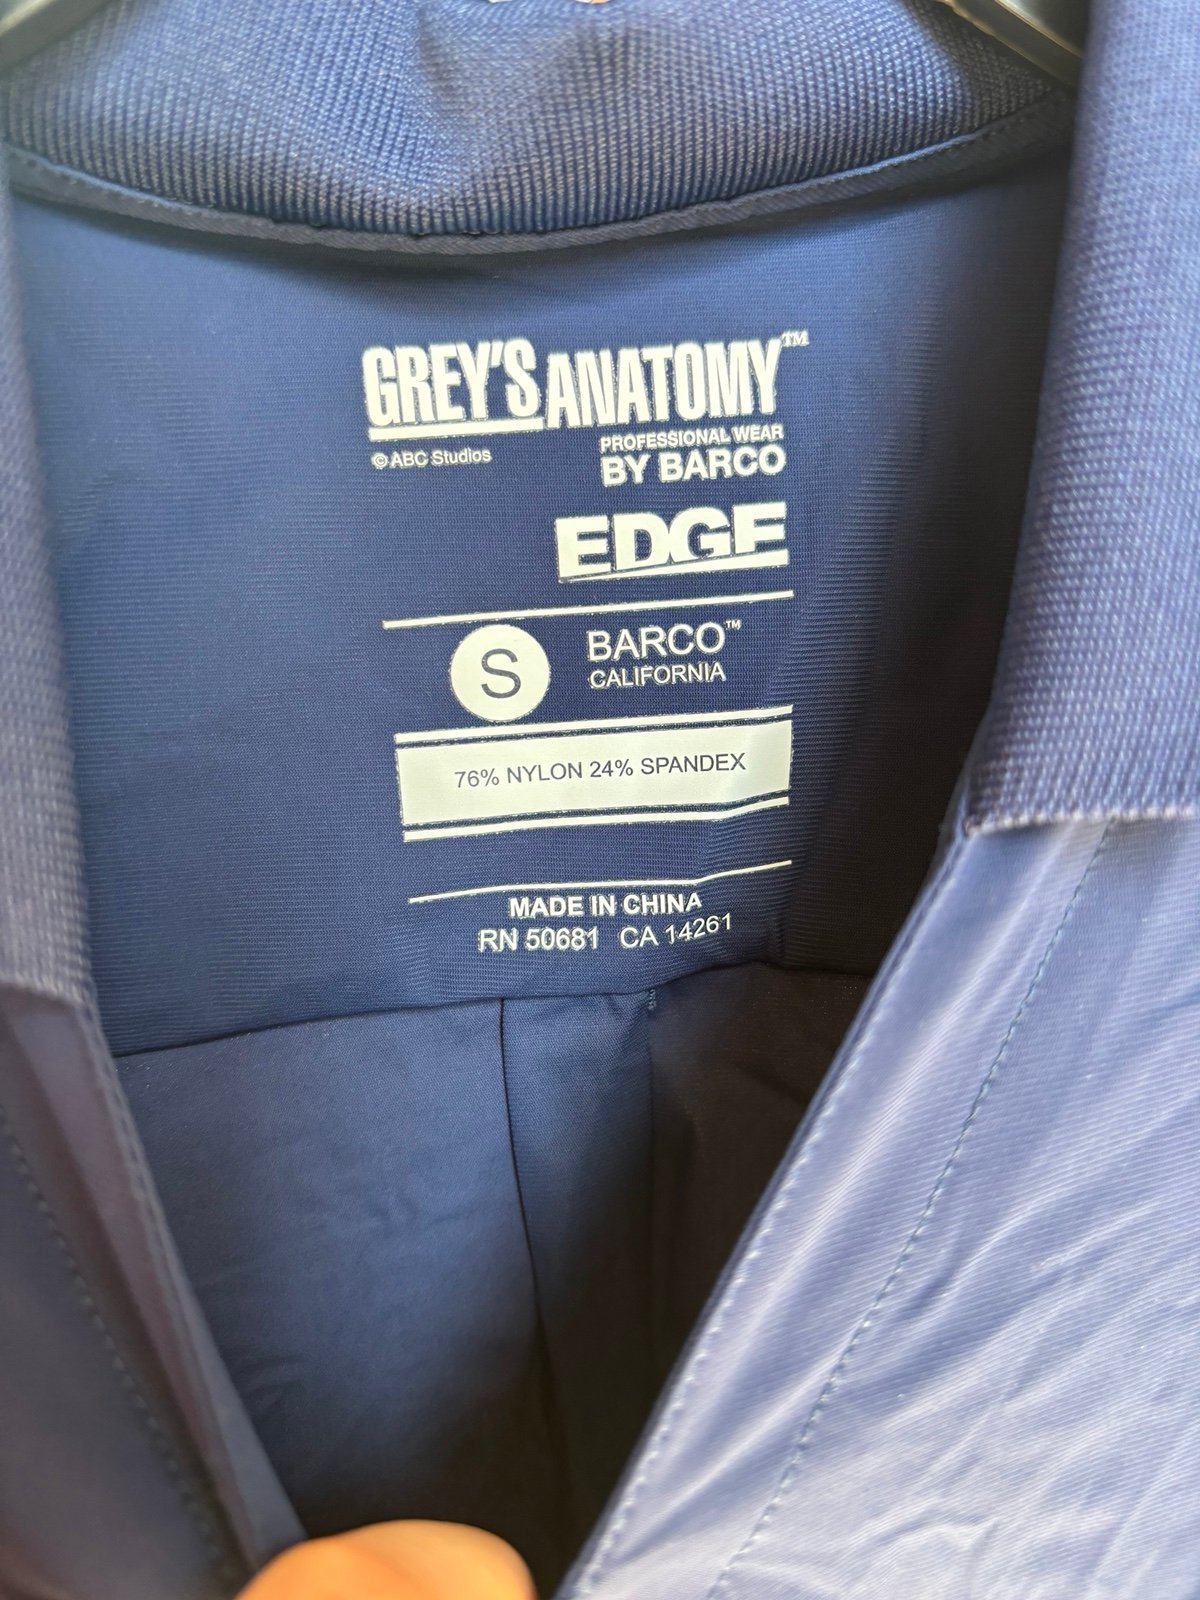 GREY'S ANATOMY™
© ABC Studios
PROFESSIONAL WEAR
BY BARCO
EDGE
S
BARCO™
CALIFORNIA
76% NYLON 24% SPANDEX
MADE IN CHINA
RN 50681 CA 14261